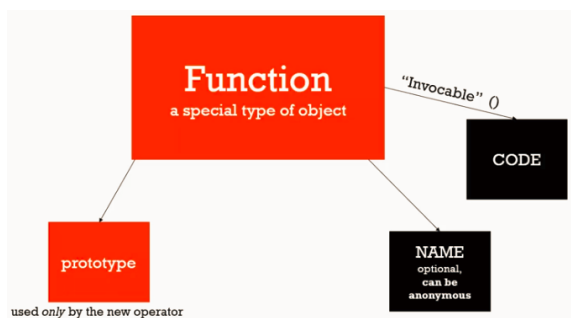 Function
a special type of object
"Invocable" ()
CODE
prototype
used only by the new operator
NAME
optional,
can be
anonymous